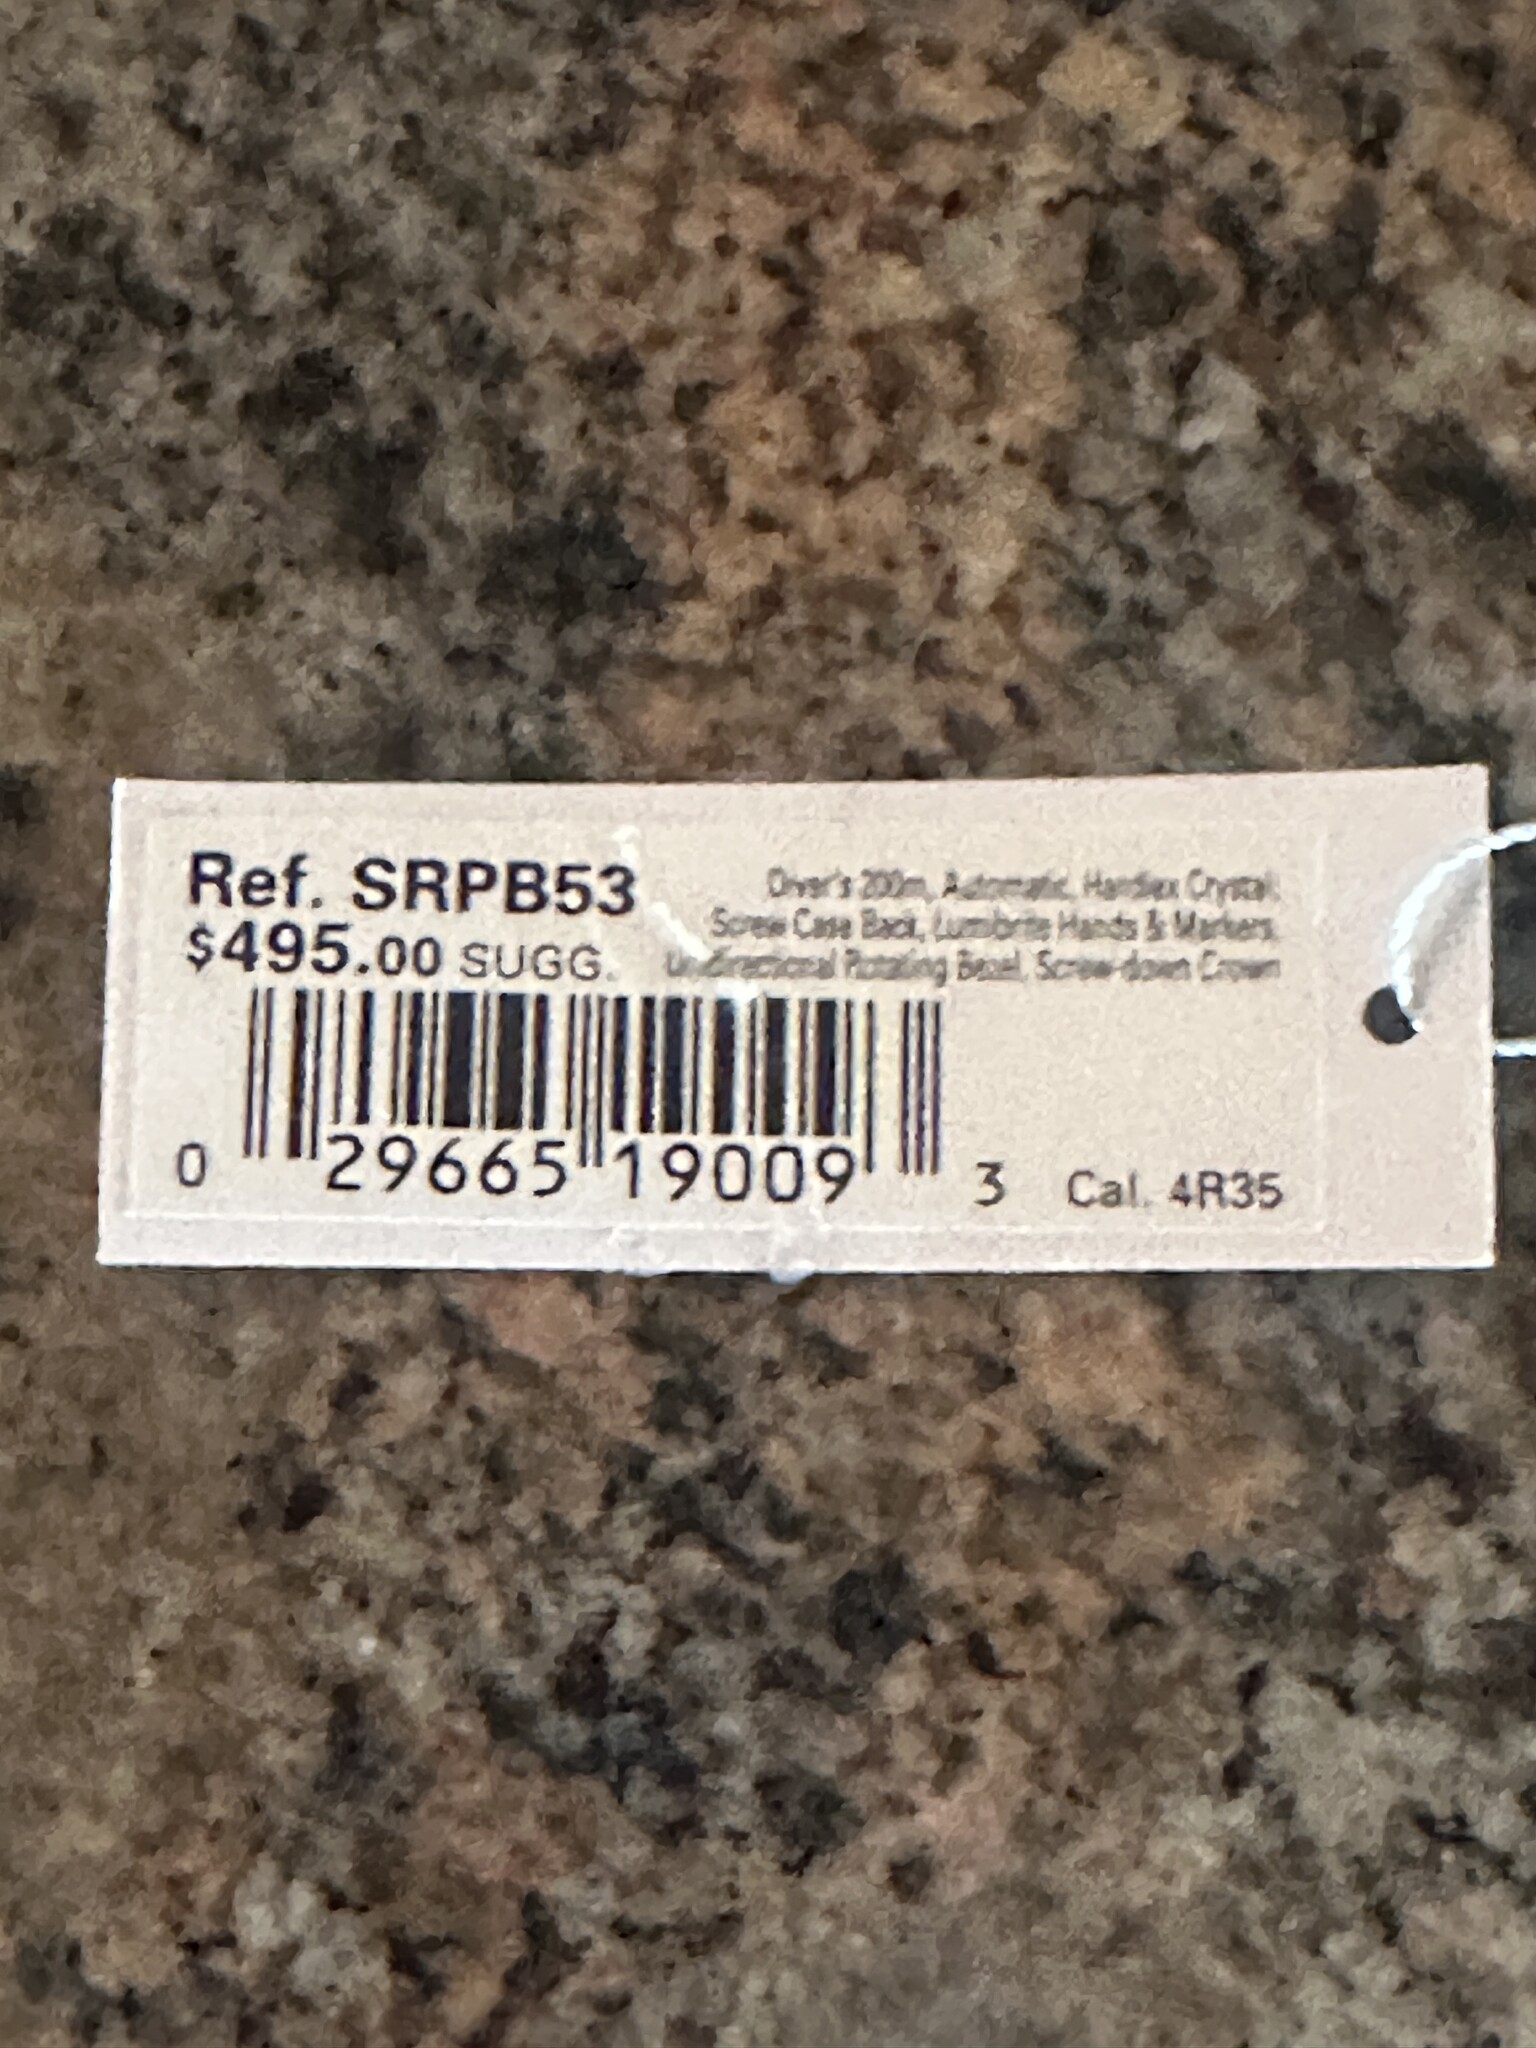 Ref. SRPB53
$495.00 SUGG.
Diver's 200m, Automatic, Hardlex Crystal,
Screw Case Back, Lumibrite Hands & Markers,
Unidirectional Rotating Bezel, Screw-down Crown
0 29665 19009 3
Cal. 4R35